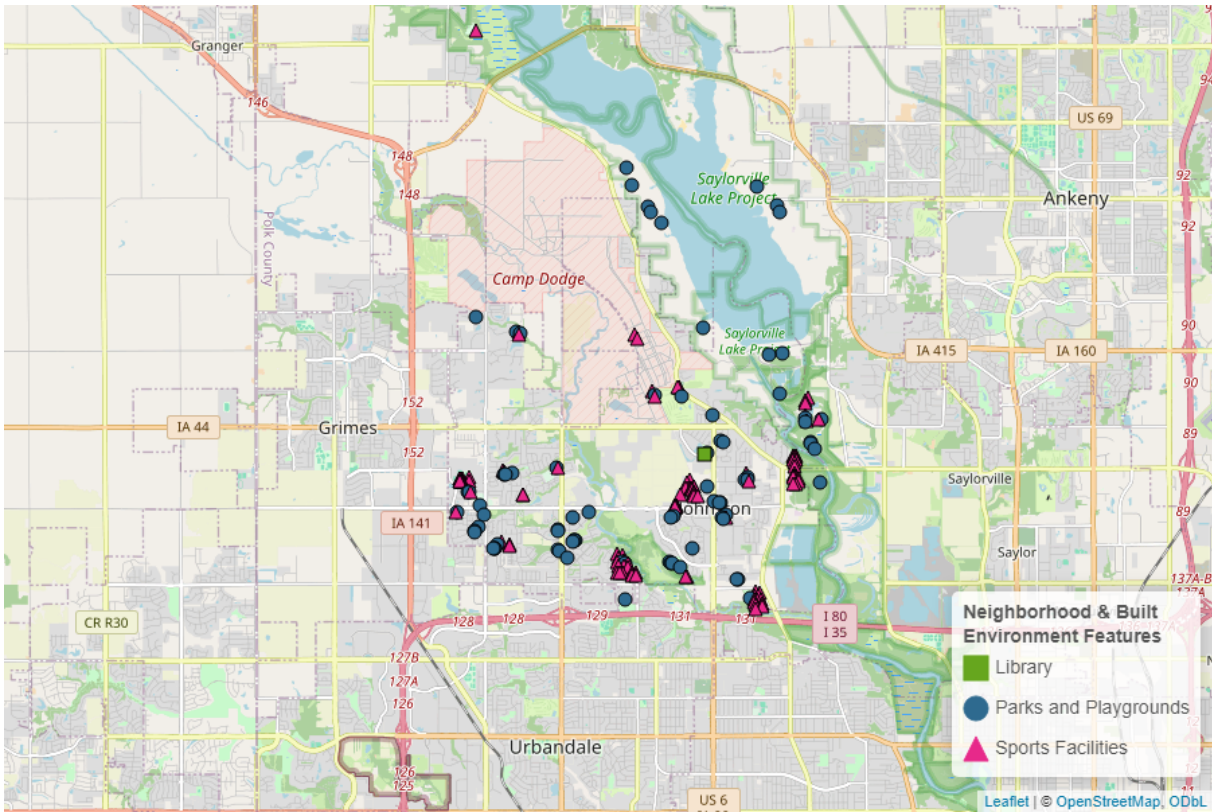 Granger
146
US 69
94
148
148
92
92
Saylorville
Lake Project
Ankeny
Polk County
Camp Dodge
90
Saylorville
Lake Project
IA 415
IA 160
90
152
IA 44
Grimes
89
152
Saylorville
89
IA 141
Saylor
137A-B
CR R30
128
128
129
131
131
I 80
I 35
127B
127A
126
Urbandale
126
125
US 6
Neighborhood & Built
Environment Features
Library
Parks and Playgrounds
Sports Facilities
Leaflet | © OpenStreetMap, ODbL